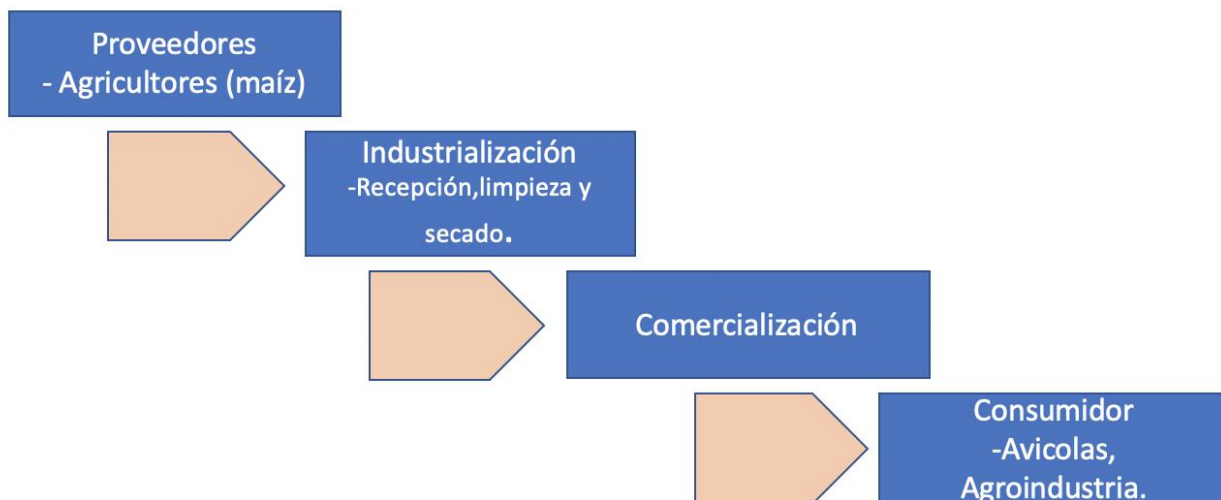 Proveedores
- Agricultores (maíz)
Industrialización
-Recepción,limpieza y
secado.
Comercialización
Consumidor
-Avicolas,
Agroindustria.